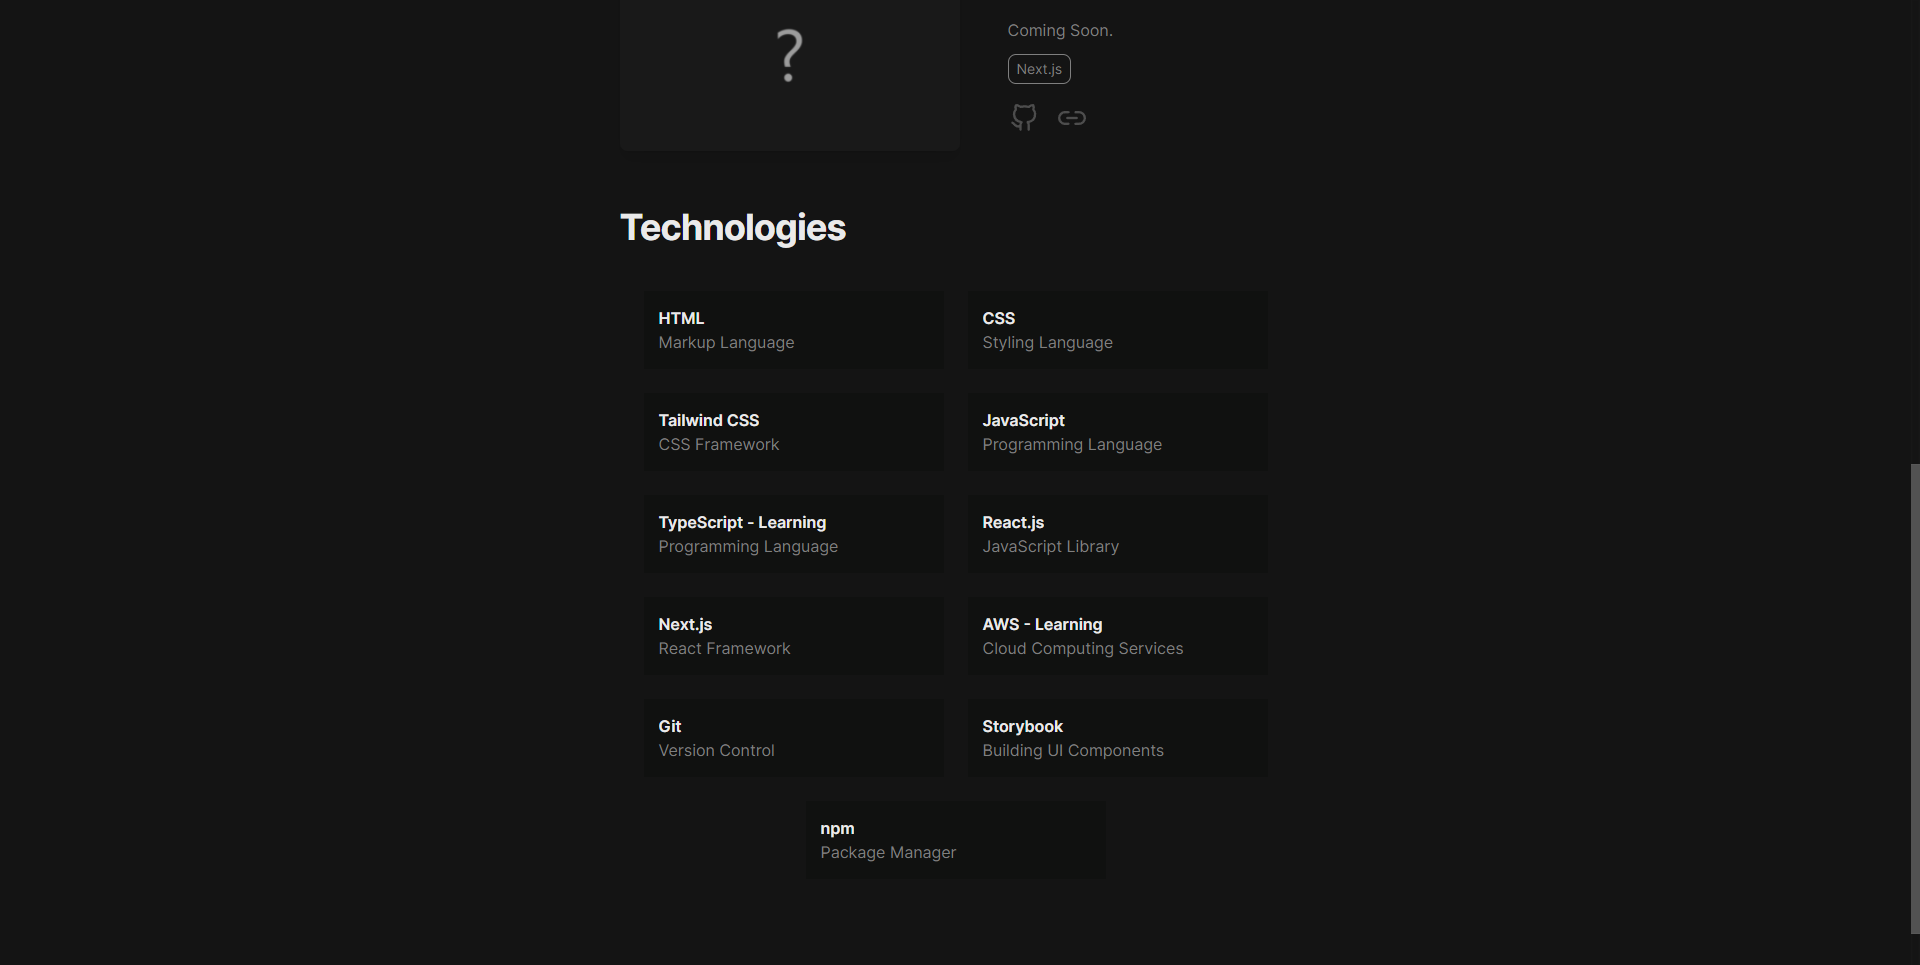 ?
Coming Soon.
Next.js
Technologies
HTML
Markup Language
CSS
Styling Language
Tailwind CSS
CSS Framework
JavaScript
Programming Language
TypeScript - Learning
Programming Language
React.js
JavaScript Library
Next.js
React Framework
AWS - Learning
Cloud Computing Services
Git
Version Control
Storybook
Building UI Components
npm
Package Manager